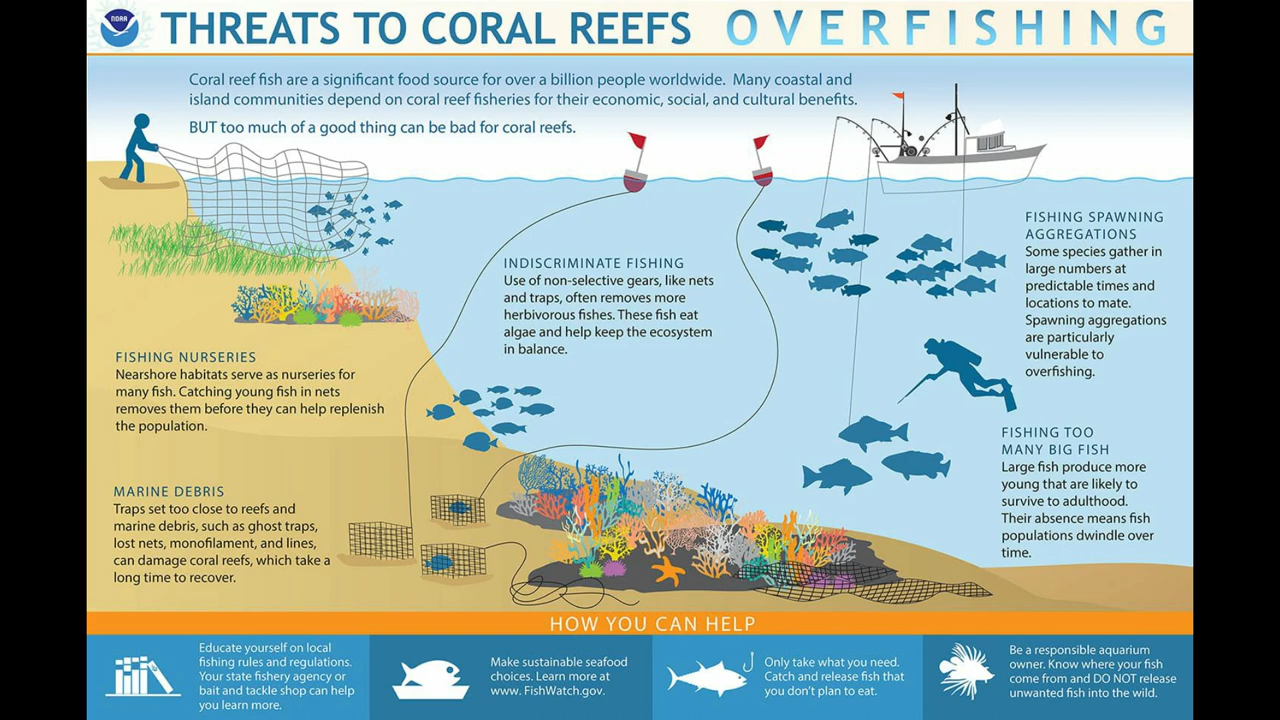 NOAA
THREATS TO CORAL REEFS OVERFISHING
Coral reef fish are a significant food source for over a billion people worldwide. Many coastal and
island communities depend on coral reef fisheries for their economic, social, and cultural benefits.
BUT too much of a good thing can be bad for coral reefs.
FISHING SPAWNING
AGGREGATIONS
Some species gather in
large numbers at
predictable times and
locations to mate.
Spawning aggregations
are particularly
vulnerable to
overfishing.
INDISCRIMINATE FISHING
Use of non-selective gears, like nets
and traps, often removes more
herbivorous fishes. These fish eat
algae and help keep the ecosystem
in balance.
FISHING NURSERIES
Nearshore habitats serve as nurseries for
many fish. Catching young fish in nets
removes them before they can help replenish
the population.
FISHING TOO
MANY BIG FISH
Large fish produce more
young that are likely to
survive to adulthood.
Their absence means fish
populations dwindle over
time.
MARINE DEBRIS
Traps set too close to reefs and
marine debris, such as ghost traps,
lost nets, monofilament, and lines,
can damage coral reefs, which take a
long time to recover.
HOW YOU CAN HELP
Educate yourself on local
fishing rules and regulations.
Your state fishery agency or
bait and tackle shop can help
you learn more.
Make sustainable seafood
choices. Learn more at
www. FishWatch.gov.
Only take what you need.
Catch and release fish that
you don't plan to eat.
Be a responsible aquarium
owner. Know where your fish
come from and DO NOT release
unwanted fish into the wild.